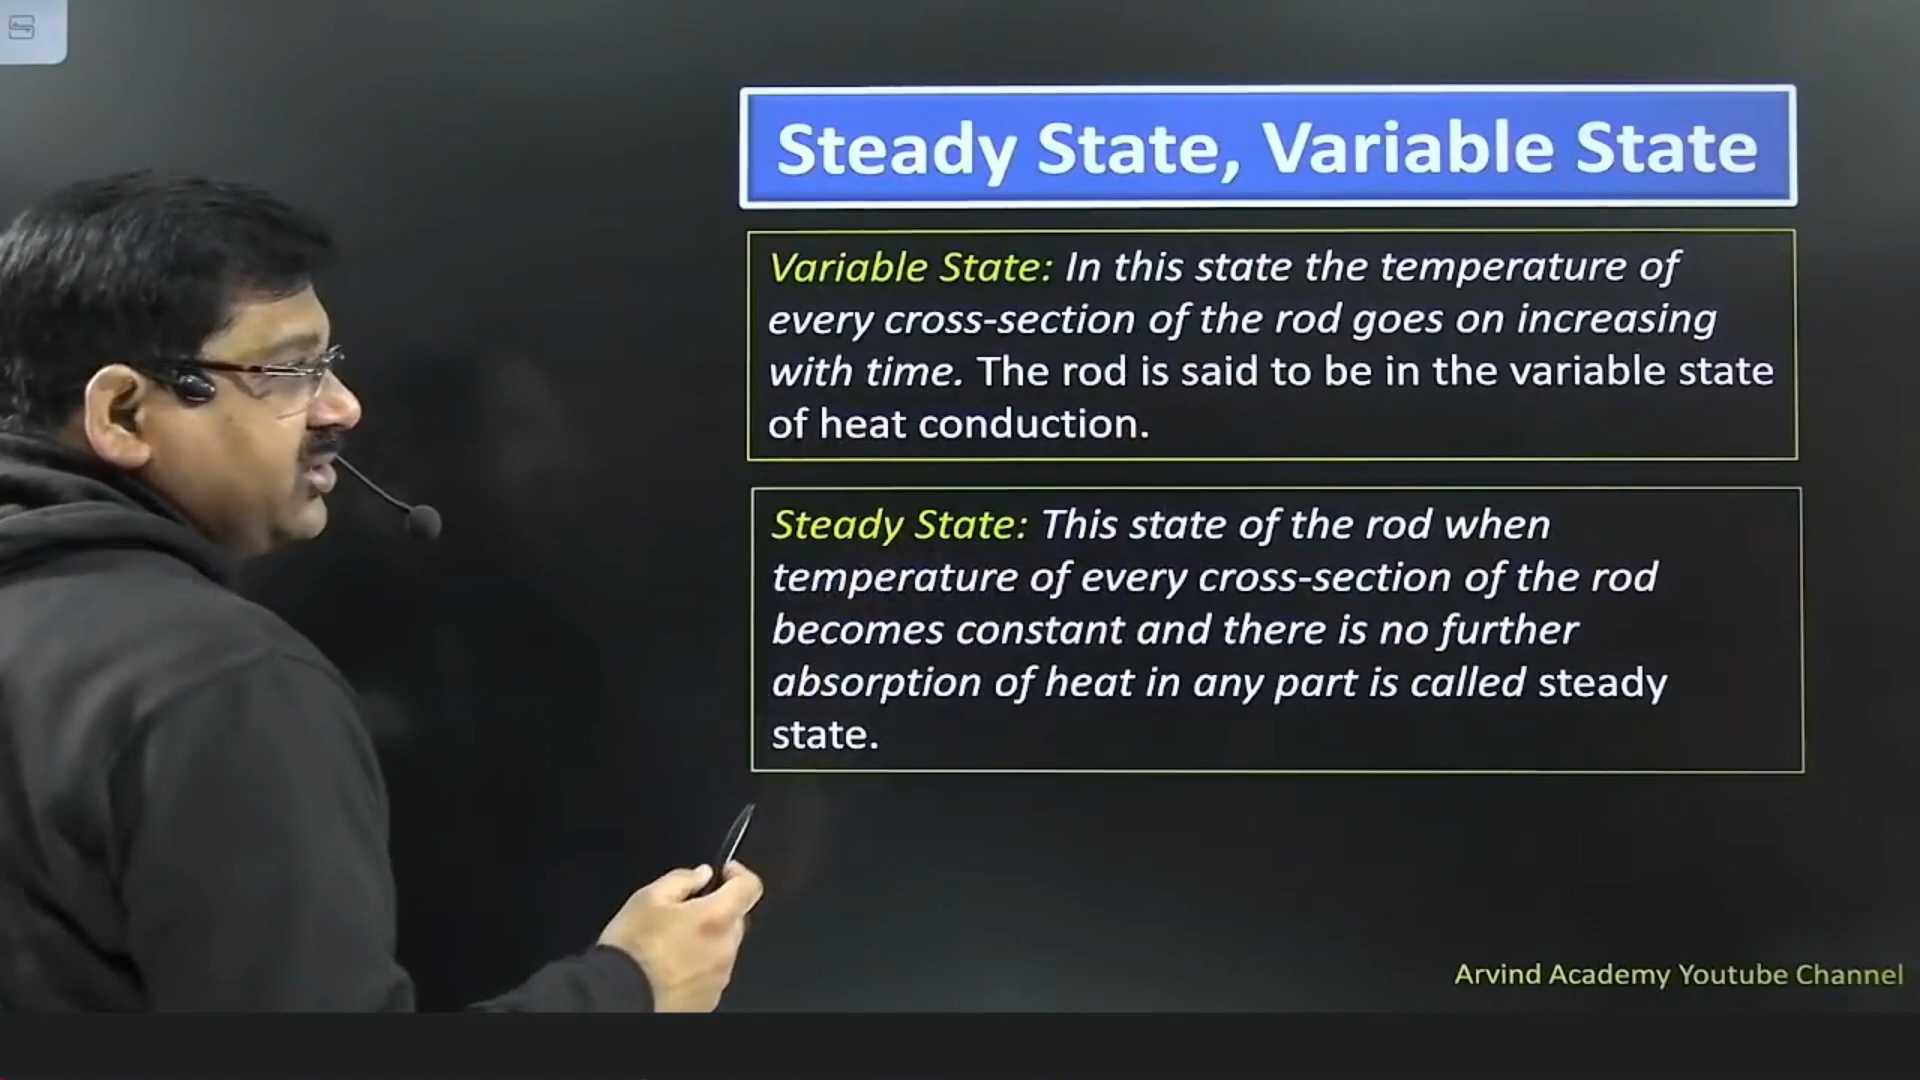 Steady State, Variable State
Variable State: In this state the temperature of
every cross-section of the rod goes on increasing
with time. The rod is said to be in the variable state
of heat conduction.
Steady State: This state of the rod when
temperature of every cross-section of the rod
becomes constant and there is no further
absorption of heat in any part is called steady
state.
Arvind Academy Youtube Channel